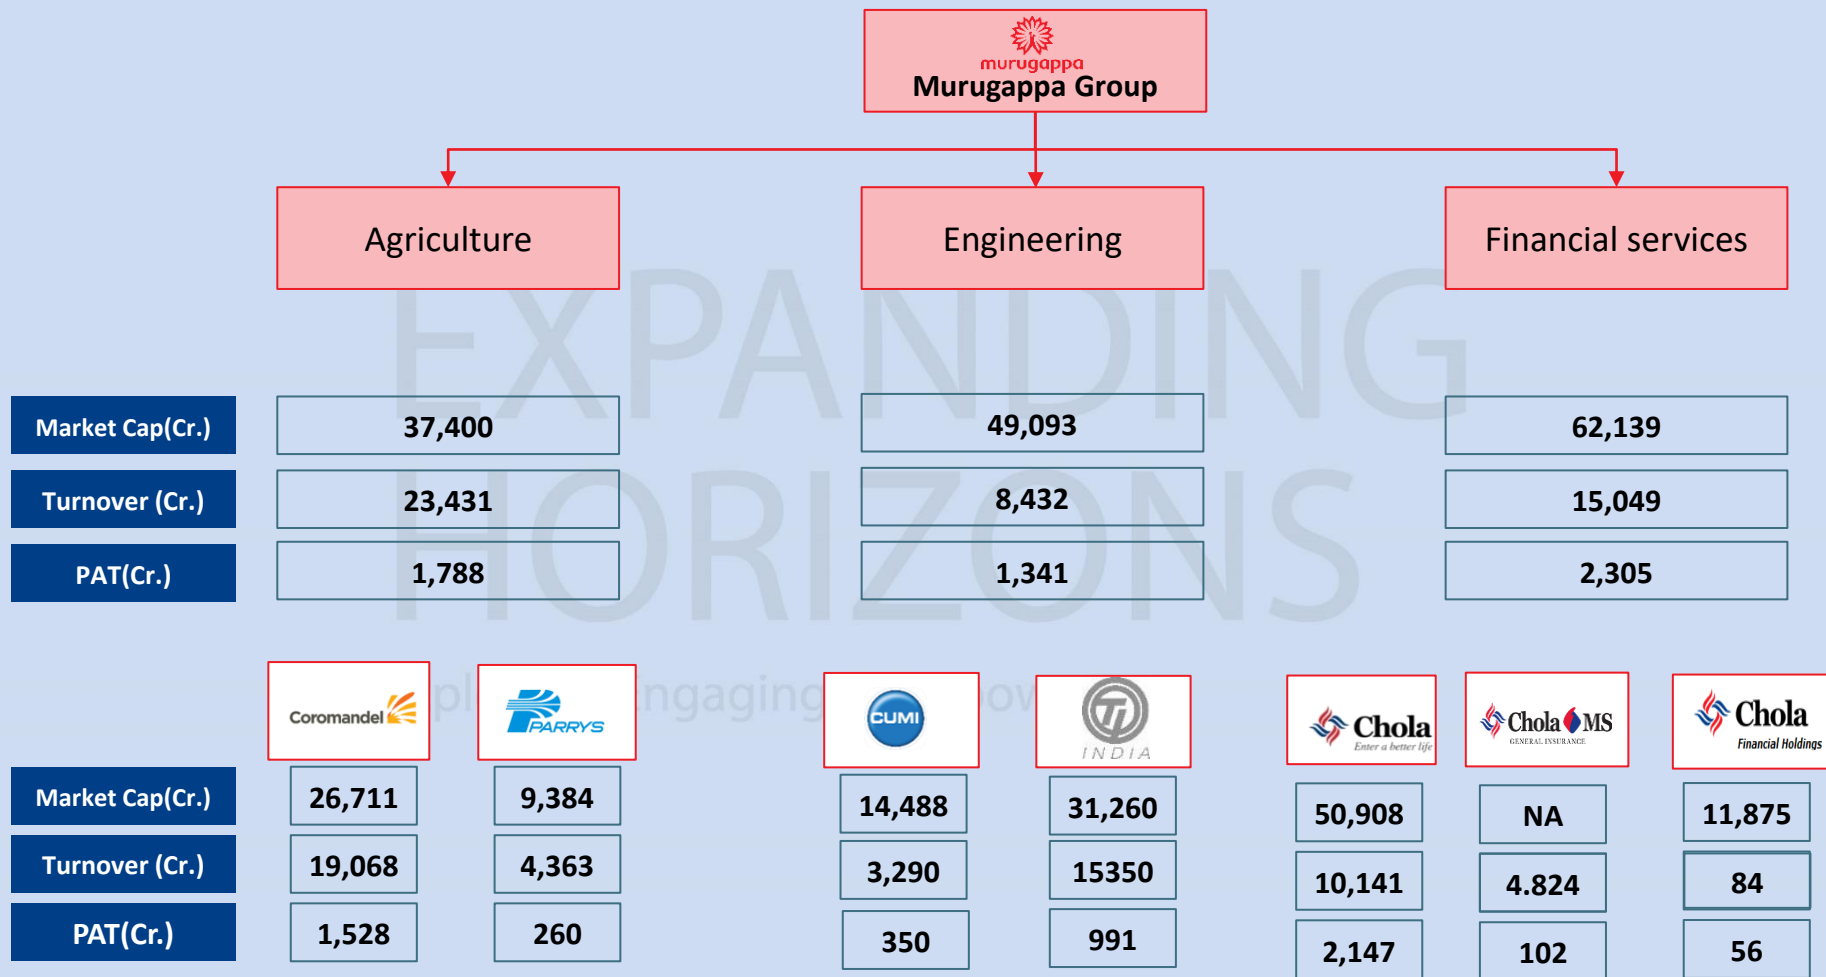 murugappa
Murugappa Group
Agriculture
Engineering
Financial services
EXPANDING
HORIZONS
Market Cap(Cr.) 37,400 49,093 62,139
Turnover (Cr.) 23,431 8,432 15,049
PAT(Cr.) 1,788 1,341 2,305
Coromandel
PARRYS
ngaging
CUMI
TI
INDIA
Chola
Enter a better life
Chola MS
GENERAL INSURANCE
Chola
Financial Holdings
Market Cap(Cr.) 26,711 9,384 14,488 31,260 50,908 NA 11,875
Turnover (Cr.) 19,068 4,363 3,290 15350 10,141 4.824 84
PAT(Cr.) 1,528 260 350 991 2,147 102 56